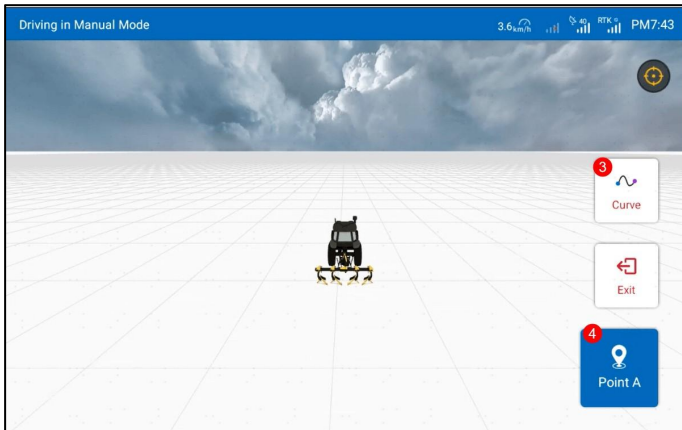 Driving in Manual Mode
3.6km/h
40
RTK
PM7:43
3
Curve
Exit
4
Point A